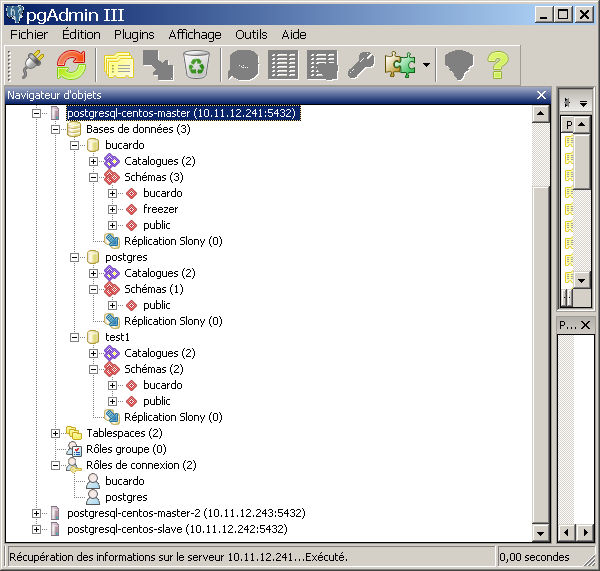 pgAdmin III
Fichier Édition Plugins Affichage Outils Aide
Navigateur d'objets
postgresql-centos-master (10.11.12.241:5432)
Bases de données (3)
bucardo
Catalogues (2)
Schémas (3)
bucardo
freezer
public
Réplication Slony (0)
postgres
Catalogues (2)
Schémas (1)
public
Réplication Slony (0)
test1
Catalogues (2)
Schémas (2)
bucardo
public
Réplication Slony (0)
Tablespaces (2)
Rôles groupe (0)
Rôles de connexion (2)
bucardo
postgres
postgresql-centos-master-2 (10.11.12.243:5432)
postgresql-centos-slave (10.11.12.242:5432)
P
P...
Récupération des informations sur le serveur 10.11.12.241...Exécuté.
0,00 secondes